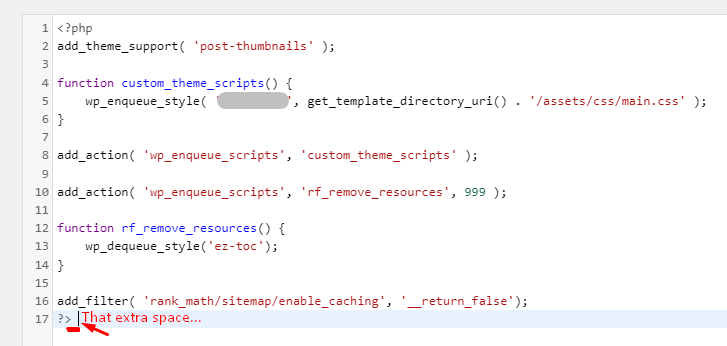 1 <?php
2 add_theme_support( 'post-thumbnails' );
3
4 function custom_theme_scripts() {
5 wp_enqueue_style( '', get_template_directory_uri() . '/assets/css/main.css' );
6 }
7
8 add_action( 'wp_enqueue_scripts', 'custom_theme_scripts' );
9
10 add_action( 'wp_enqueue_scripts', 'rf_remove_resources', 999 );
11
12 function rf_remove_resources() {
13 wp_dequeue_style('ez-toc');
14 }
15
16 add_filter( 'rank_math/sitemap/enable_caching', '__return_false');
17 ?> That extra space...